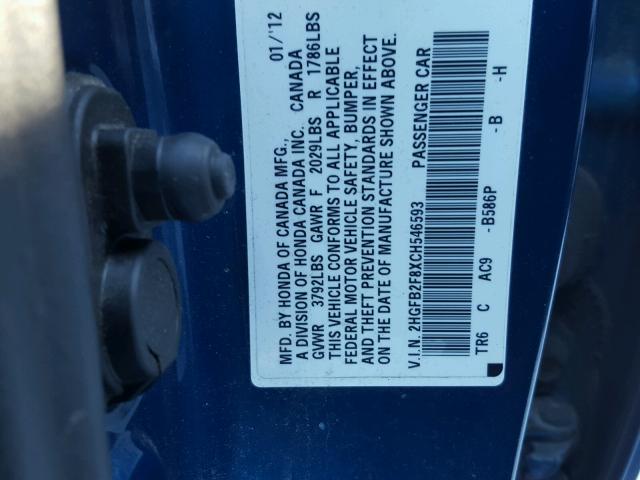 MFD. BY HONDA OF CANADA MFG., 01/'12
A DIVISION OF HONDA CANADA INC. CANADA
GVWR 3792LBS GAWR F 2029LBS R 1786LBS
THIS VEHICLE CONFORMS TO ALL APPLICABLE
FEDERAL MOTOR VEHICLE SAFETY, BUMPER,
AND THEFT PREVENTION STANDARDS IN EFFECT
ON THE DATE OF MANUFACTURE SHOWN ABOVE.
V.I.N. 2HGFB2F8XCH546593 PASSENGER CAR
TR6 C AC9 -B586P -B -H